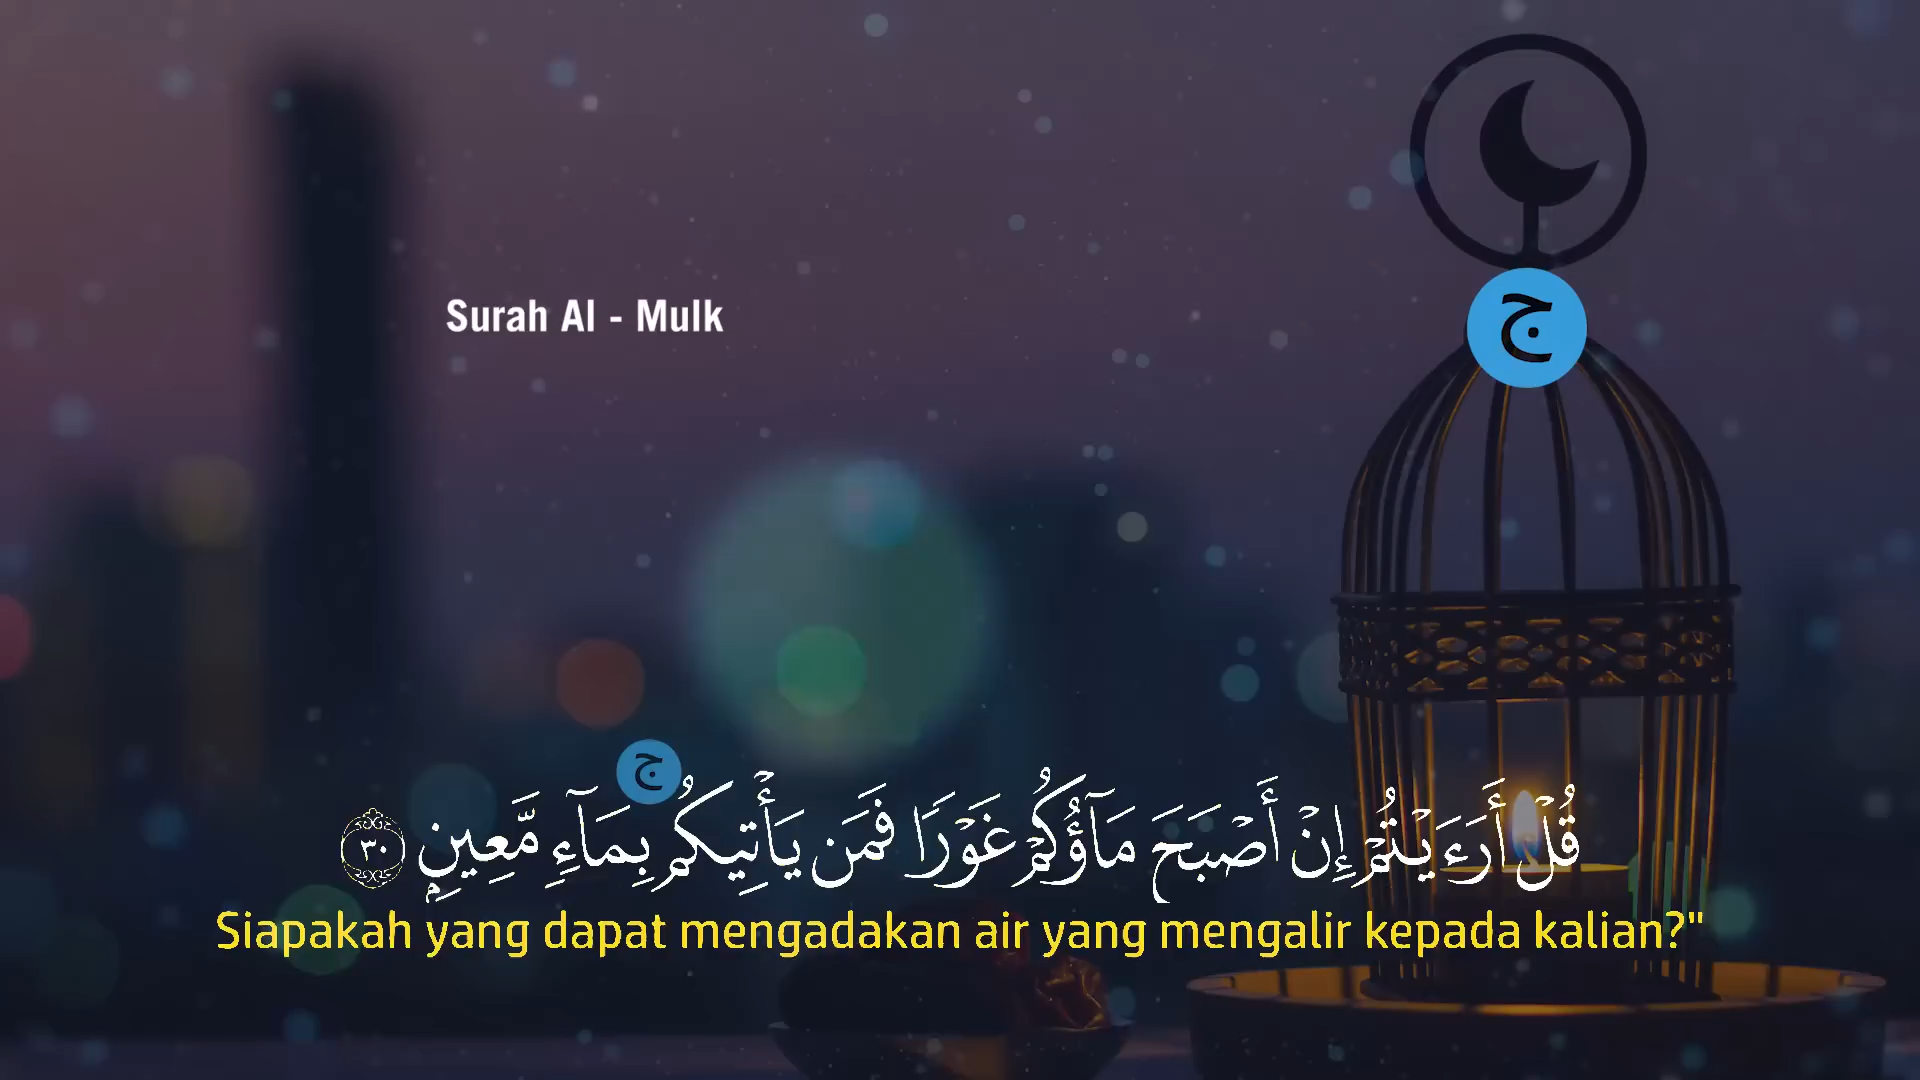 Surah Al - Mulk
ج
ج
قُلْ أَرَءَيْتُمْ إِنْ أَصْبَحَ مَآؤُكُمْ غَوْرًا فَمَن يَأْتِيكُم بِمَآءٍ مَّعِينٍۭ ٣٠
Siapakah yang dapat mengadakan air yang mengalir kepada kalian?"